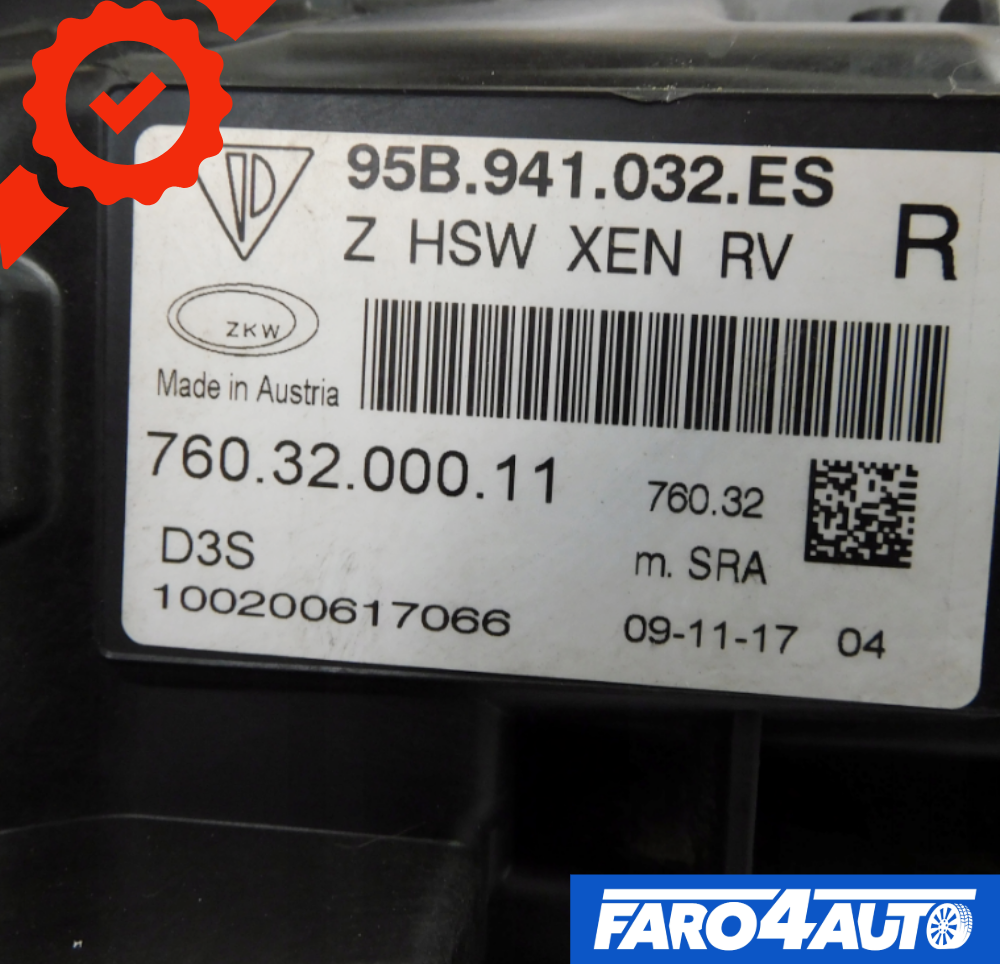 95B.941.032.ES
Z HSW XEN RV R
ZKW
Made in Austria
760.32.000.11
760.32
D3S
m. SRA
100200617066
09-11-17 04
FARO4AUTO